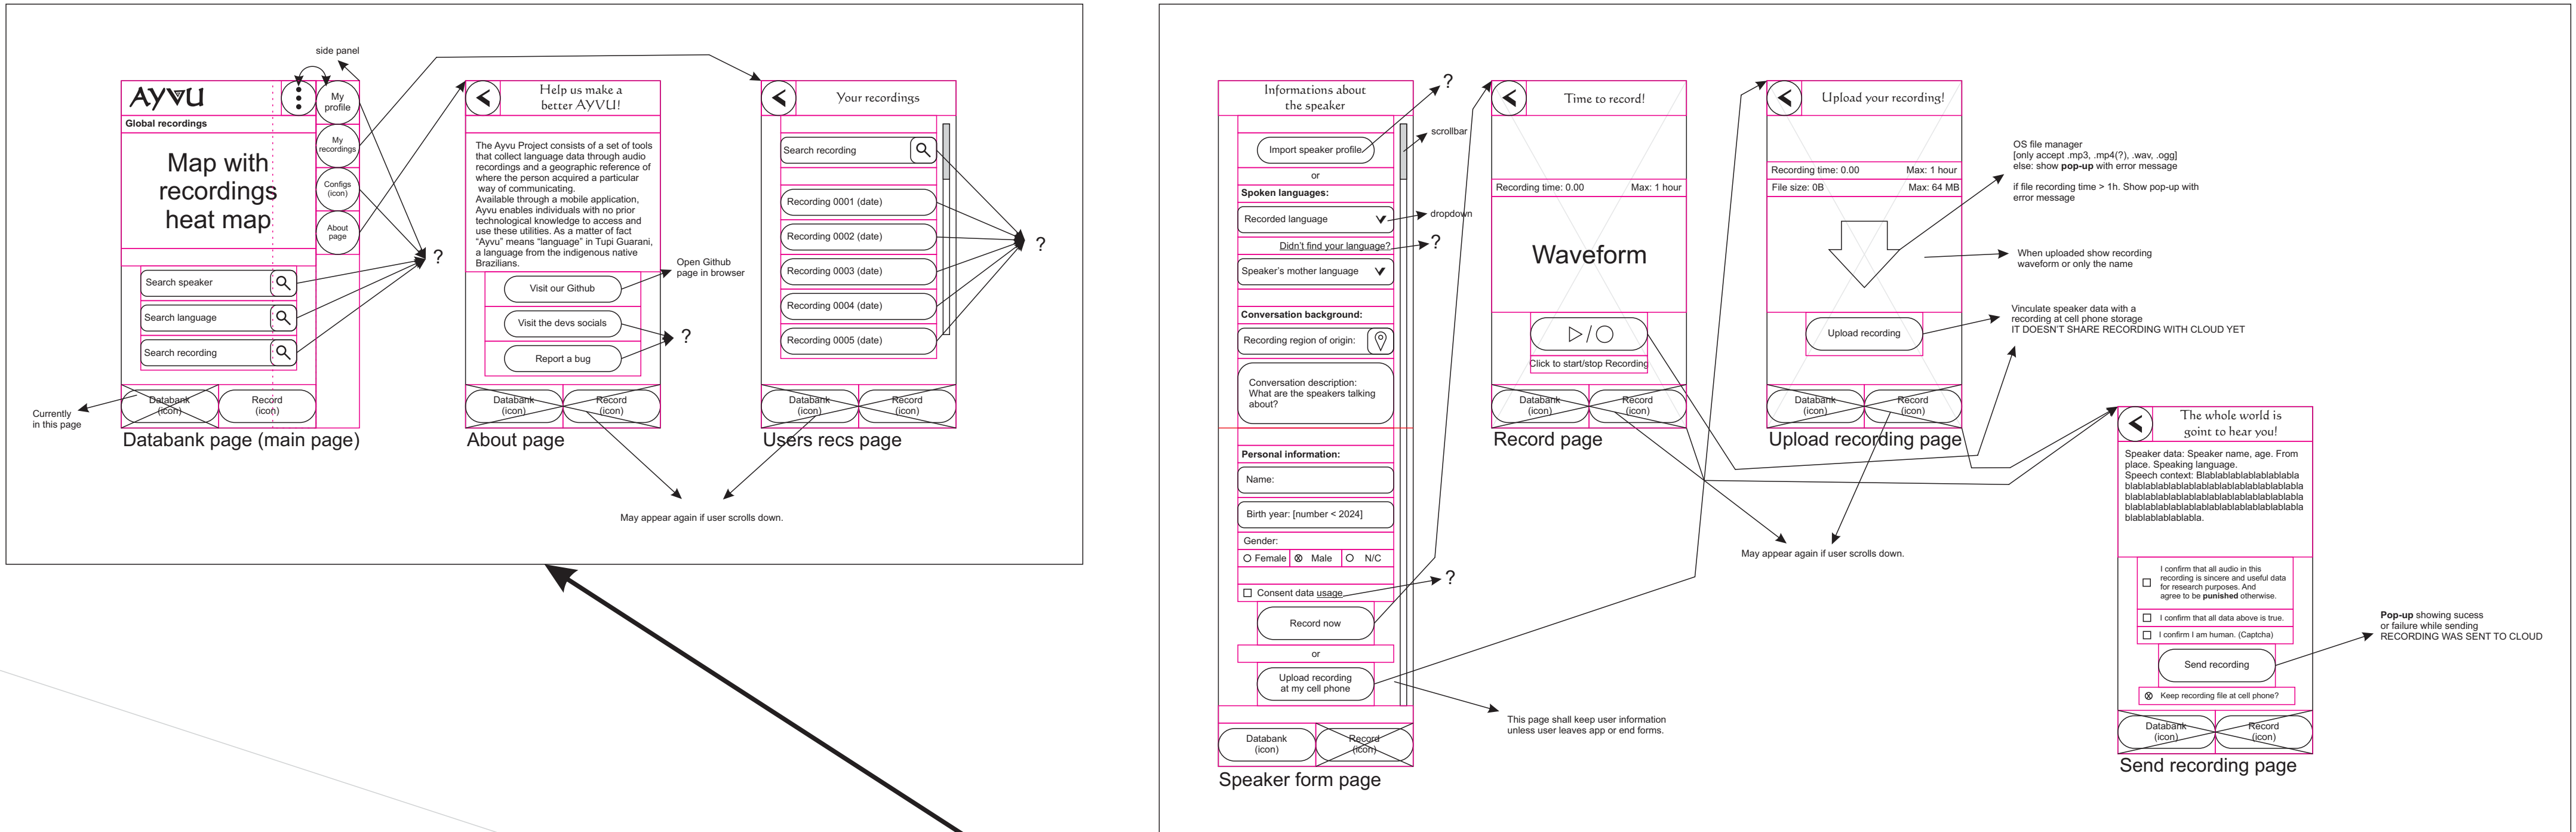 side panel
AYVU
My
profile
Global recordings
My
recordings
Map with
recordings
heat map
Configs
(icon)
About
page
?
Search speaker
Search language
Search recording
Databank
(icon)
Record
(icon)
Currently
in this page
Databank page (main page)
Help us make a
better AYVU!
The Ayvu Project consists of a set of tools
that collect language data through audio
recordings and a geographic reference of
where the person acquired a particular
way of communicating.
Available through a mobile application,
Ayvu enables individuals with no prior
technological knowledge to access and
use these utilities. As a matter of fact
“Ayvu” means “language” in Tupi Guarani,
a language from the indigenous native
Brazilians.
Visit our Github
Open Github
page in browser
Visit the devs socials
?
Report a bug
Databank
(icon)
Record
(icon)
About page
Your recordings
Search recording
Recording 0001 (date)
Recording 0002 (date)
Recording 0003 (date)
Recording 0004 (date)
Recording 0005 (date)
?
Databank
(icon)
Record
(icon)
Users recs page
May appear again if user scrolls down.
Informations about
the speaker
?
Import speaker profile
scrollbar
or
Spoken languages:
Recorded language
dropdown
Didn’t find your language?
?
Speaker’s mother language
Conversation background:
Recording region of origin:
Conversation description:
What are the speakers talking
about?
Personal information:
Name:
Birth year: [number < 2024]
Gender:
Female
Male
N/C
?
Consent data usage
Record now
or
Upload recording
at my cell phone
This page shall keep user information
unless user leaves app or end forms.
Databank
(icon)
Record
(icon)
Speaker form page
Time to record!
Recording time: 0.00
Max: 1 hour
Waveform
Click to start/stop Recording
Databank
(icon)
Record
(icon)
Record page
Upload your recording!
Recording time: 0.00
Max: 1 hour
File size: 0B
Max: 64 MB
OS file manager
[only accept .mp3, .mp4(?), .wav, .ogg]
else: show pop-up with error message
if file recording time > 1h. Show pop-up with
error message
When uploaded show recording
waveform or only the name
Upload recording
Vinculate speaker data with a
recording at cell phone storage
IT DOESN’T SHARE RECORDING WITH CLOUD YET
Databank
(icon)
Record
(icon)
Upload recording page
May appear again if user scrolls down.
The whole world is
goint to hear you!
Speaker data: Speaker name, age. From
place. Speaking language.
Speech context: Blablablablablablablabla
blablablablablablablablablablablablablabla
blablablablablablablablablablablablablabla
blablablablablablablablablablablablablabla
blablablablablabla.
I confirm that all audio in this
recording is sincere and useful data
for research purposes. And
agree to be punished otherwise.
I confirm that all data above is true.
I confirm I am human. (Captcha)
Send recording
Pop-up showing sucess
or failure while sending
RECORDING WAS SENT TO CLOUD
Keep recording file at cell phone?
Databank
(icon)
Record
(icon)
Send recording page